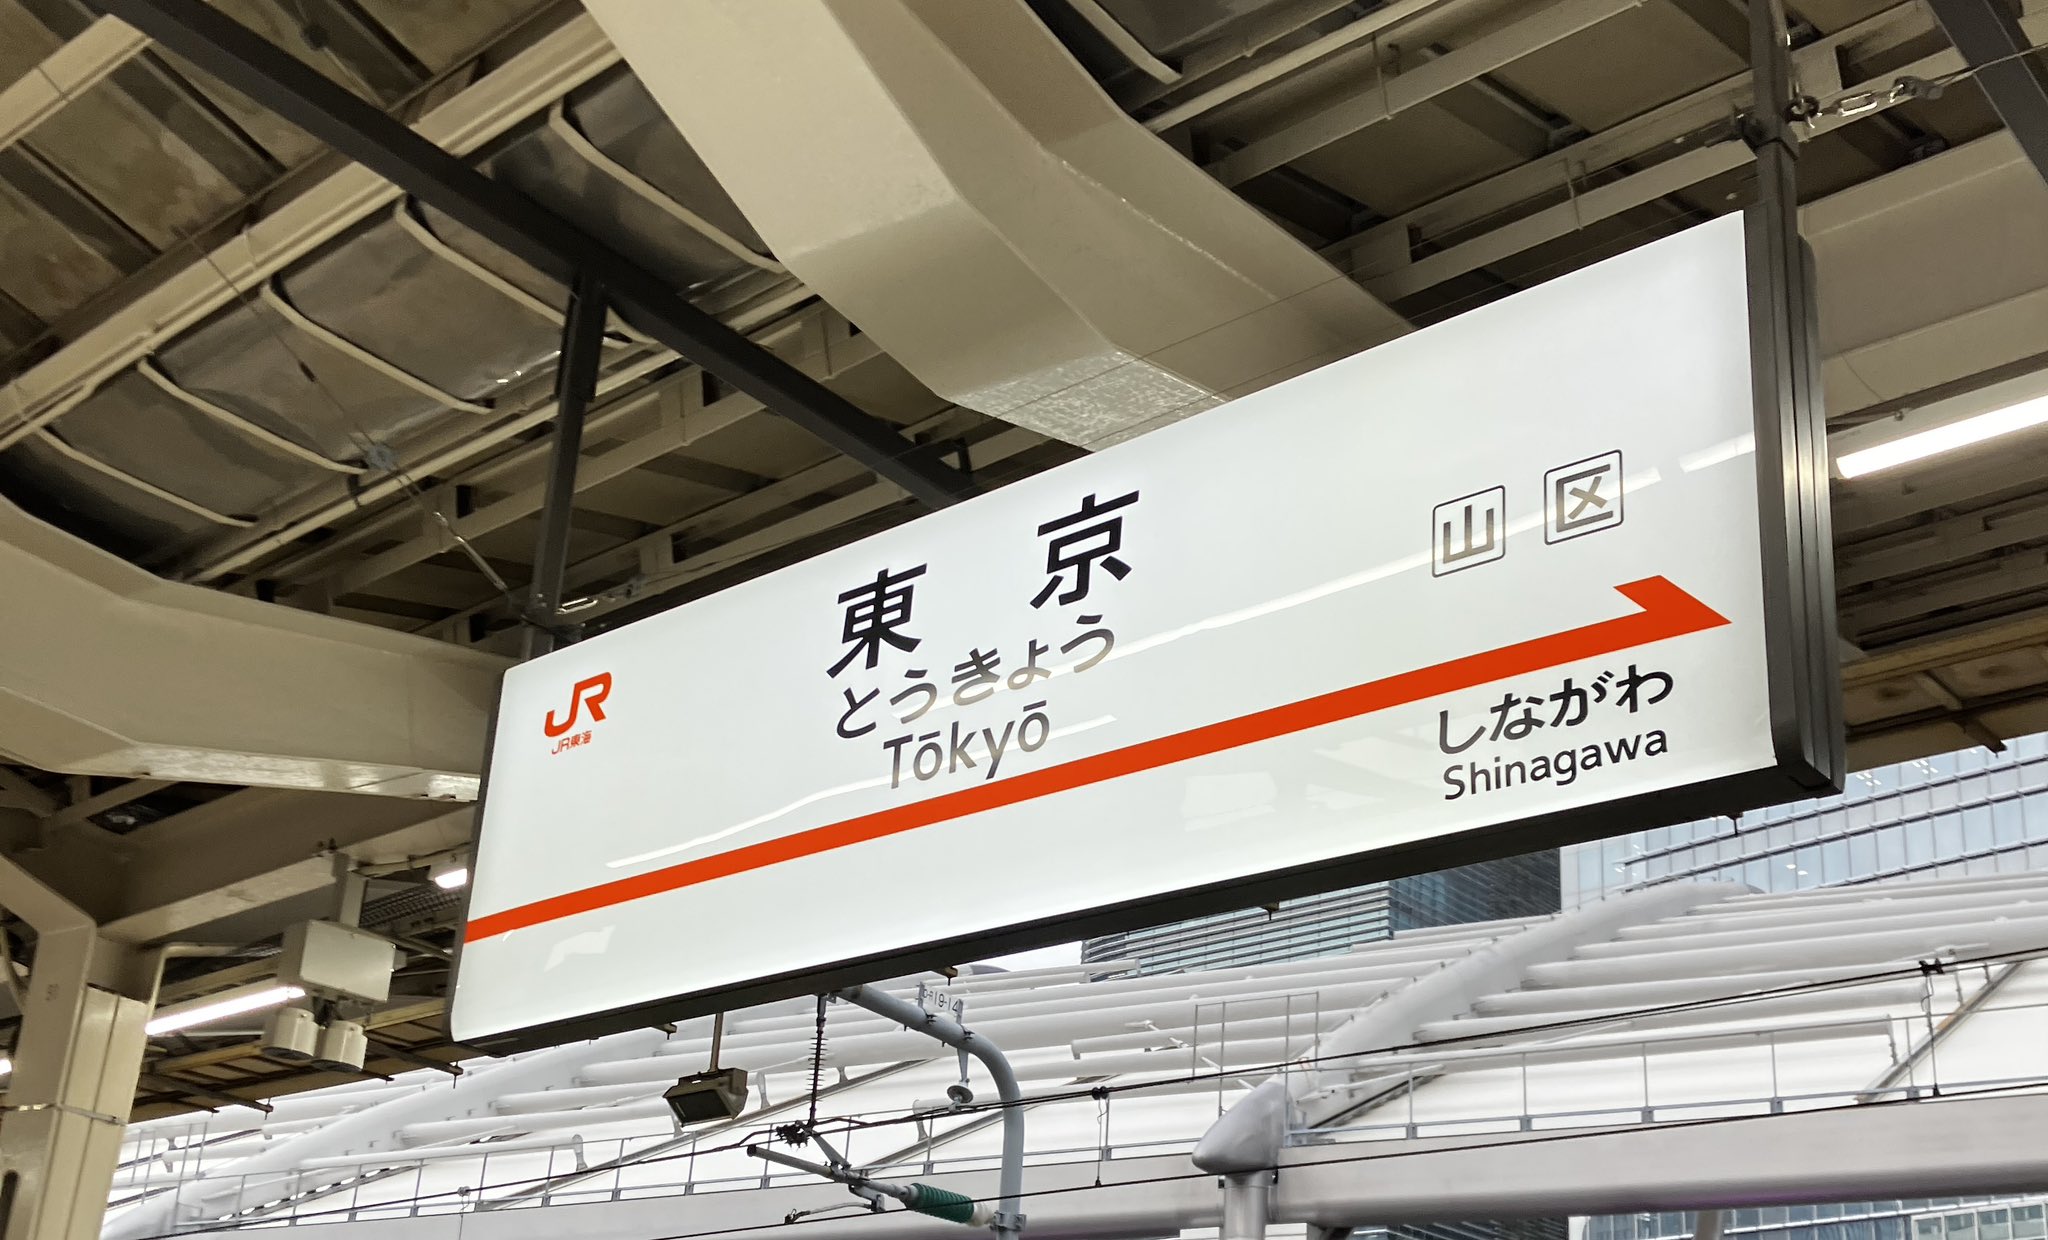 JR
JR東海
東京
とうきょう
Tōkyō
山 区
しながわ
Shinagawa